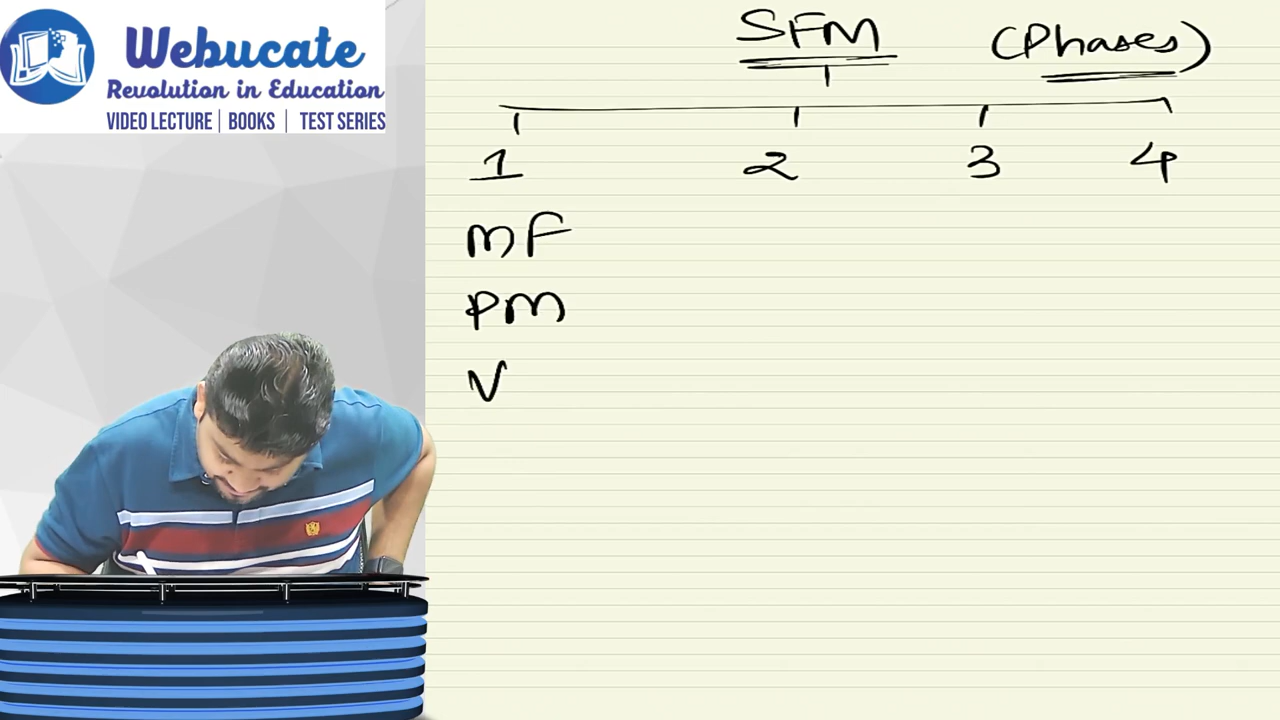 Webucate
Revolution in Education
VIDEO LECTURE | BOOKS | TEST SERIES
SFM (Phases)
1 2 3 4
MF
PM
V